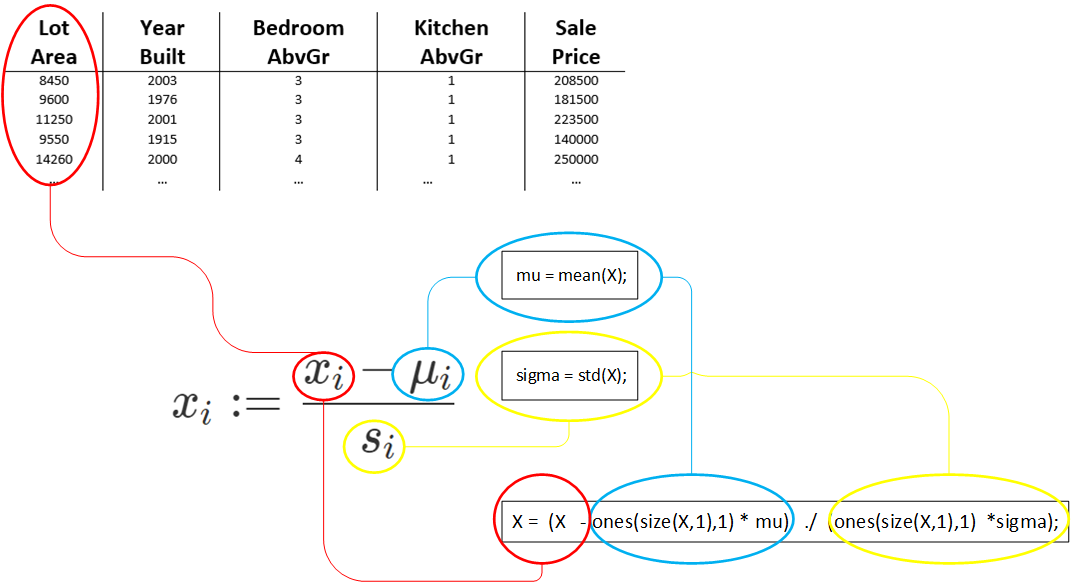 Lot Area Year Built Bedroom AbvGr Kitchen AbvGr Sale Price
8450 2003 3 1 208500
9600 1976 3 1 181500
11250 2001 3 1 223500
9550 1915 3 1 140000
14260 2000 4 1 250000
... ... ... ... ...
mu = mean(X);
sigma = std(X);
x_i := (x_i − μ_i) / s_i
X = (X - ones(size(X,1),1) * mu) ./ (ones(size(X,1),1) *sigma);